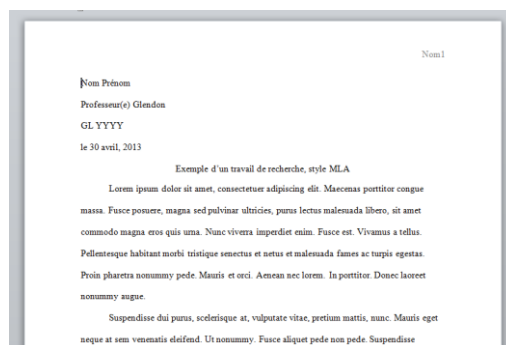 Nom1
Nom Prénom
Professeur(e) Glendon
GL YYYY
le 30 avril, 2013
Exemple d'un travail de recherche, style MLA
Lorem ipsum dolor sit amet, consectetuer adipiscing elit. Maecenas porttitor congue
massa. Fusce posuere, magna sed pulvinar ultricies, purus lectus malesuada libero, sit amet
commodo magna eros quis urna. Nunc viverra imperdiet enim. Fusce est. Vivamus a tellus.
Pellentesque habitant morbi tristique senectus et netus et malesuada fames ac turpis egestas.
Proin pharetra nonummy pede. Mauris et orci. Aenean nec lorem. In porttitor. Donec laoreet
nonummy augue.
Suspendisse dui purus, scelerisque at, vulputate vitae, pretium mattis, nunc. Mauris eget
neque at sem venenatis eleifend. Ut nonummy. Fusce aliquet pede non pede. Suspendisse